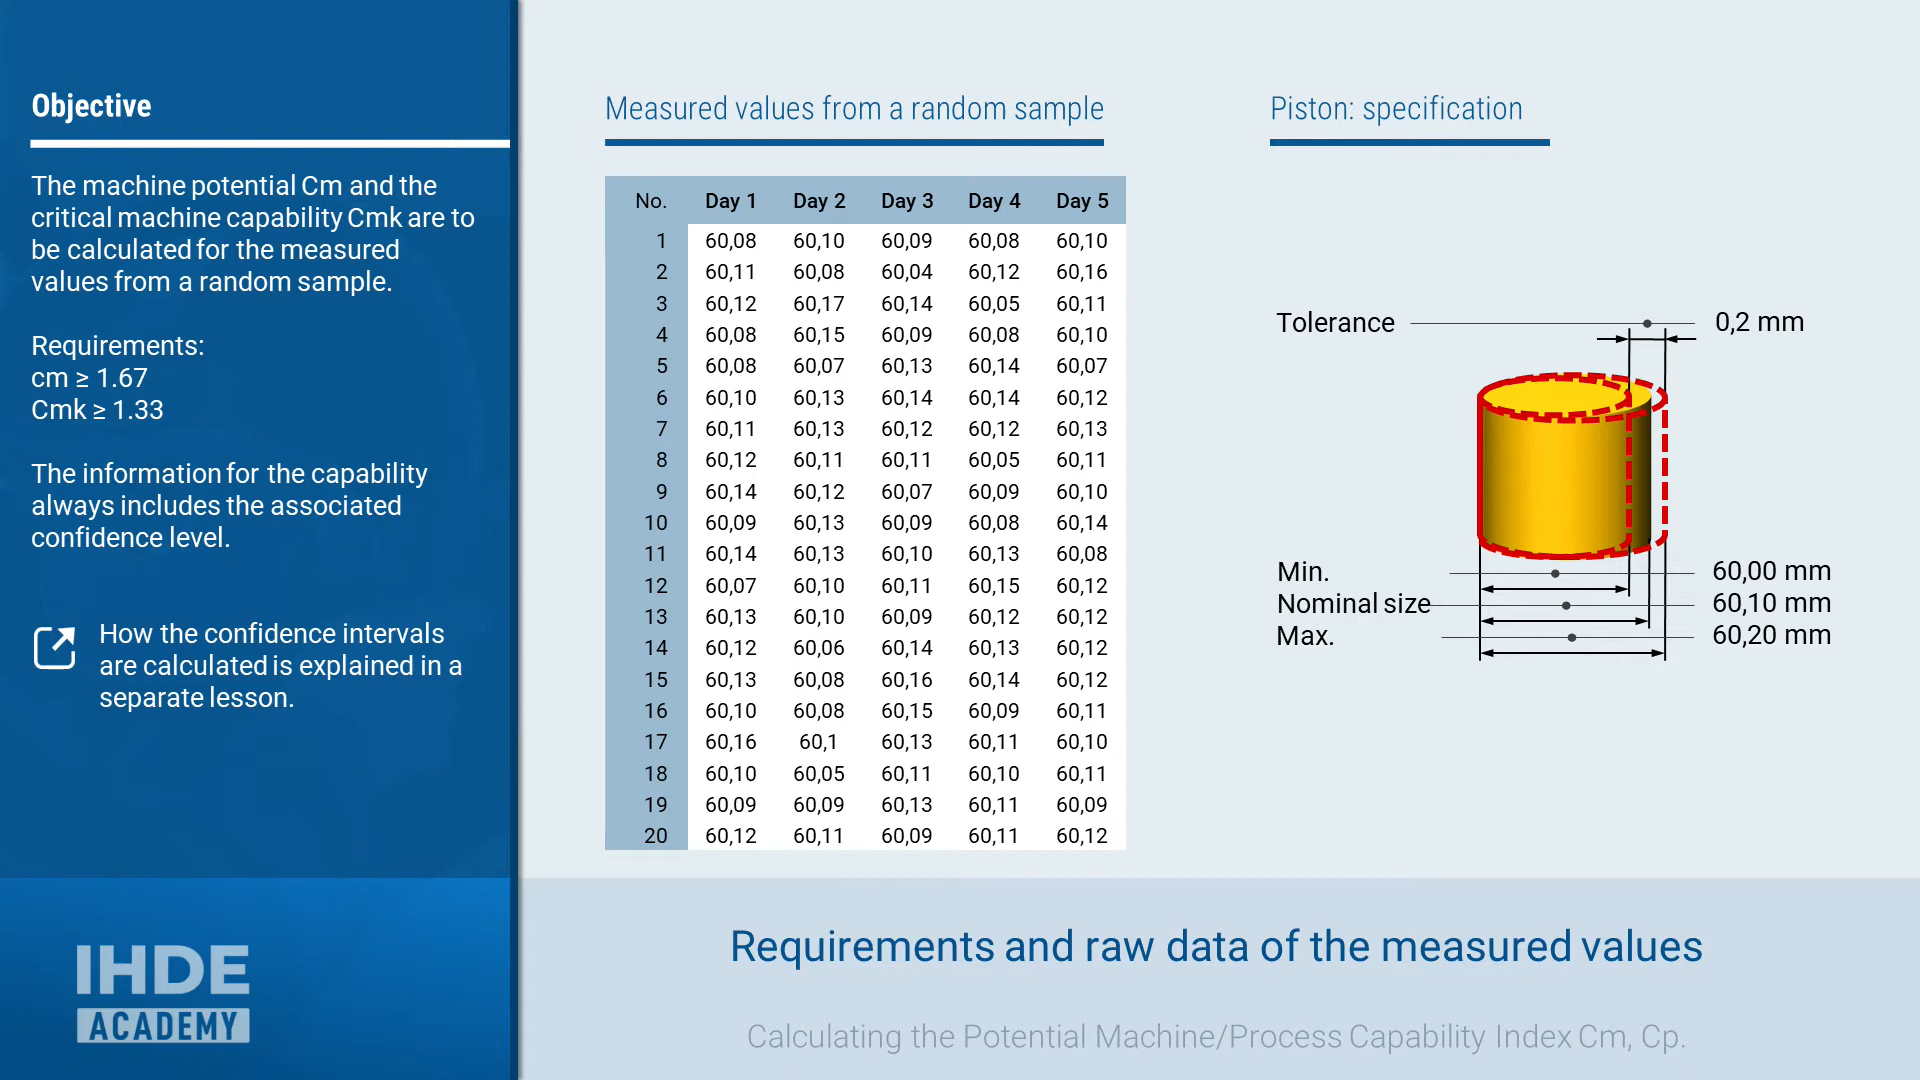 Objective
The machine potential Cm and the
critical machine capability Cmk are to
be calculated for the measured
values from a random sample.
Requirements:
cm ≥ 1.67
Cmk ≥ 1.33
The information for the capability
always includes the associated
confidence level.
How the confidence intervals
are calculated is explained in a
separate lesson.
IHDE
ACADEMY
Measured values from a random sample
No. Day 1 Day 2 Day 3 Day 4 Day 5
1 60,08 60,10 60,09 60,08 60,10
2 60,11 60,08 60,04 60,12 60,16
3 60,12 60,17 60,14 60,05 60,11
4 60,08 60,15 60,09 60,08 60,10
5 60,08 60,07 60,13 60,14 60,07
6 60,10 60,13 60,14 60,14 60,12
7 60,11 60,13 60,12 60,12 60,13
8 60,12 60,11 60,11 60,05 60,11
9 60,14 60,12 60,07 60,09 60,10
10 60,09 60,13 60,09 60,08 60,14
11 60,14 60,13 60,10 60,13 60,08
12 60,07 60,10 60,11 60,15 60,12
13 60,13 60,10 60,09 60,12 60,12
14 60,12 60,06 60,14 60,13 60,12
15 60,13 60,08 60,16 60,14 60,12
16 60,10 60,08 60,15 60,09 60,11
17 60,16 60,1 60,13 60,11 60,10
18 60,10 60,05 60,11 60,10 60,11
19 60,09 60,09 60,13 60,11 60,09
20 60,12 60,11 60,09 60,11 60,12
Piston: specification
Tolerance 0,2 mm
Min. 60,00 mm
Nominal size 60,10 mm
Max. 60,20 mm
Requirements and raw data of the measured values
Calculating the Potential Machine/Process Capability Index Cm, Cp.